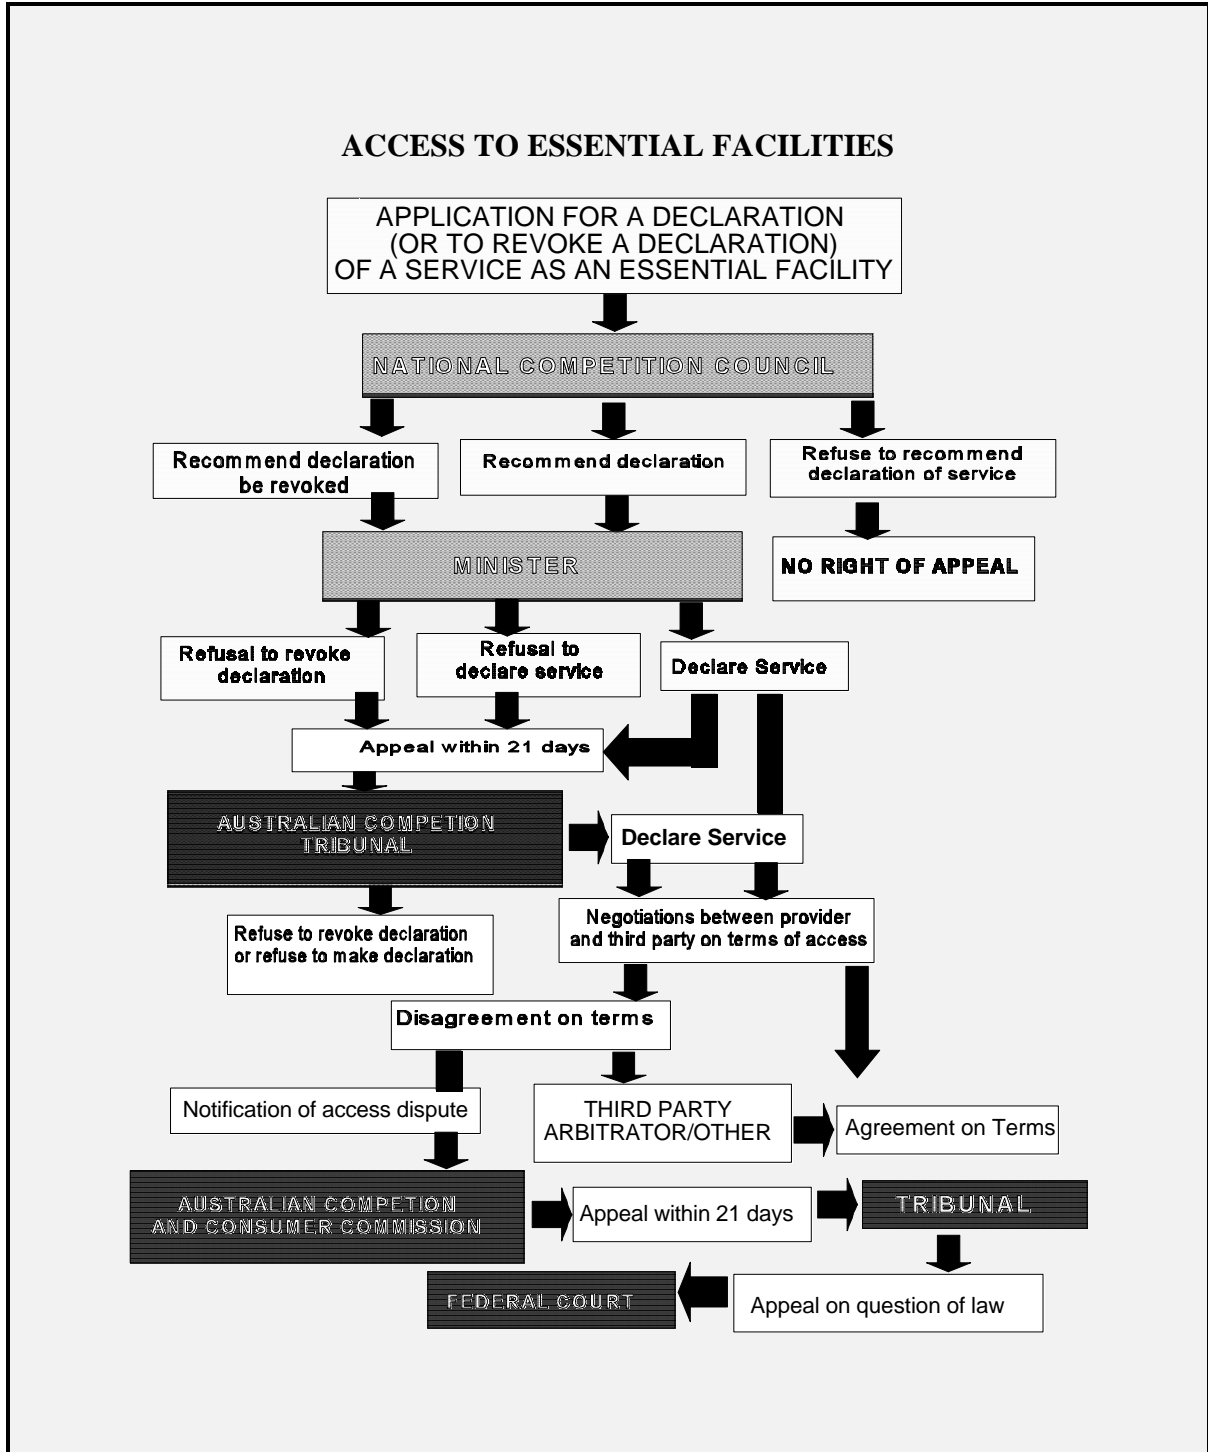 ACCESS TO ESSENTIAL FACILITIES
APPLICATION FOR A DECLARATION
(OR TO REVOKE A DECLARATION)
OF A SERVICE AS AN ESSENTIAL FACILITY
NATIONAL COMPETITION COUNCIL
Recommend declaration
be revoked
Recommend declaration
Refuse to recommend
declaration of service
MINISTER
NO RIGHT OF APPEAL
Refusal to revoke
declaration
Refusal to
declare service
Declare Service
Appeal within 21 days
AUSTRALIAN COMPETION
TRIBUNAL
Declare Service
Refuse to revoke declaration
or refuse to make declaration
Negotiations between provider
and third party on terms of access
Disagreement on terms
Notification of access dispute
THIRD PARTY
ARBITRATOR/OTHER
Agreement on Terms
AUSTRALIAN COMPETION
AND CONSUMER COMMISSION
Appeal within 21 days
TRIBUNAL
FEDERAL COURT
Appeal on question of law